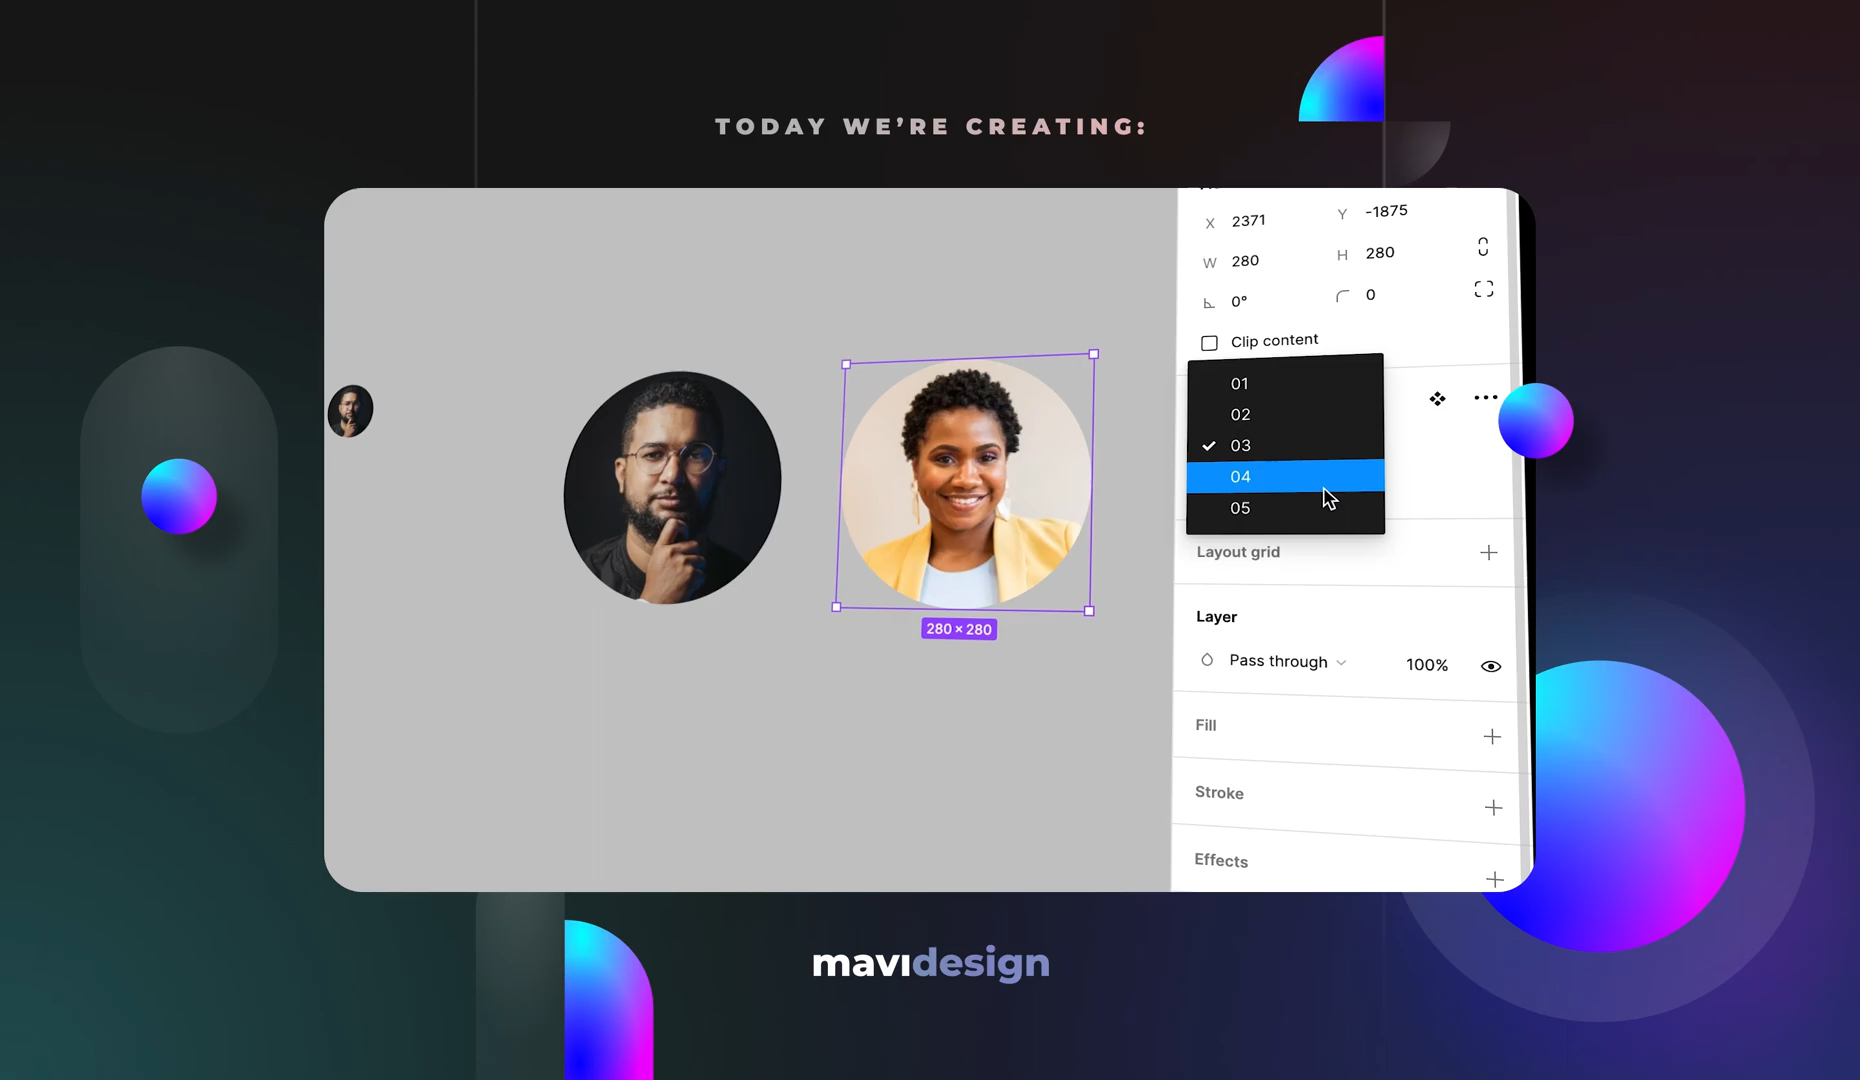 TODAY WE’RE CREATING:
X 2371 Y -1875
W 280 H 280
0° 0
Clip content
01
02
03
04
05
Layout grid
280 × 280
Layer
Pass through 100%
Fill
Stroke
Effects
mavıdesign